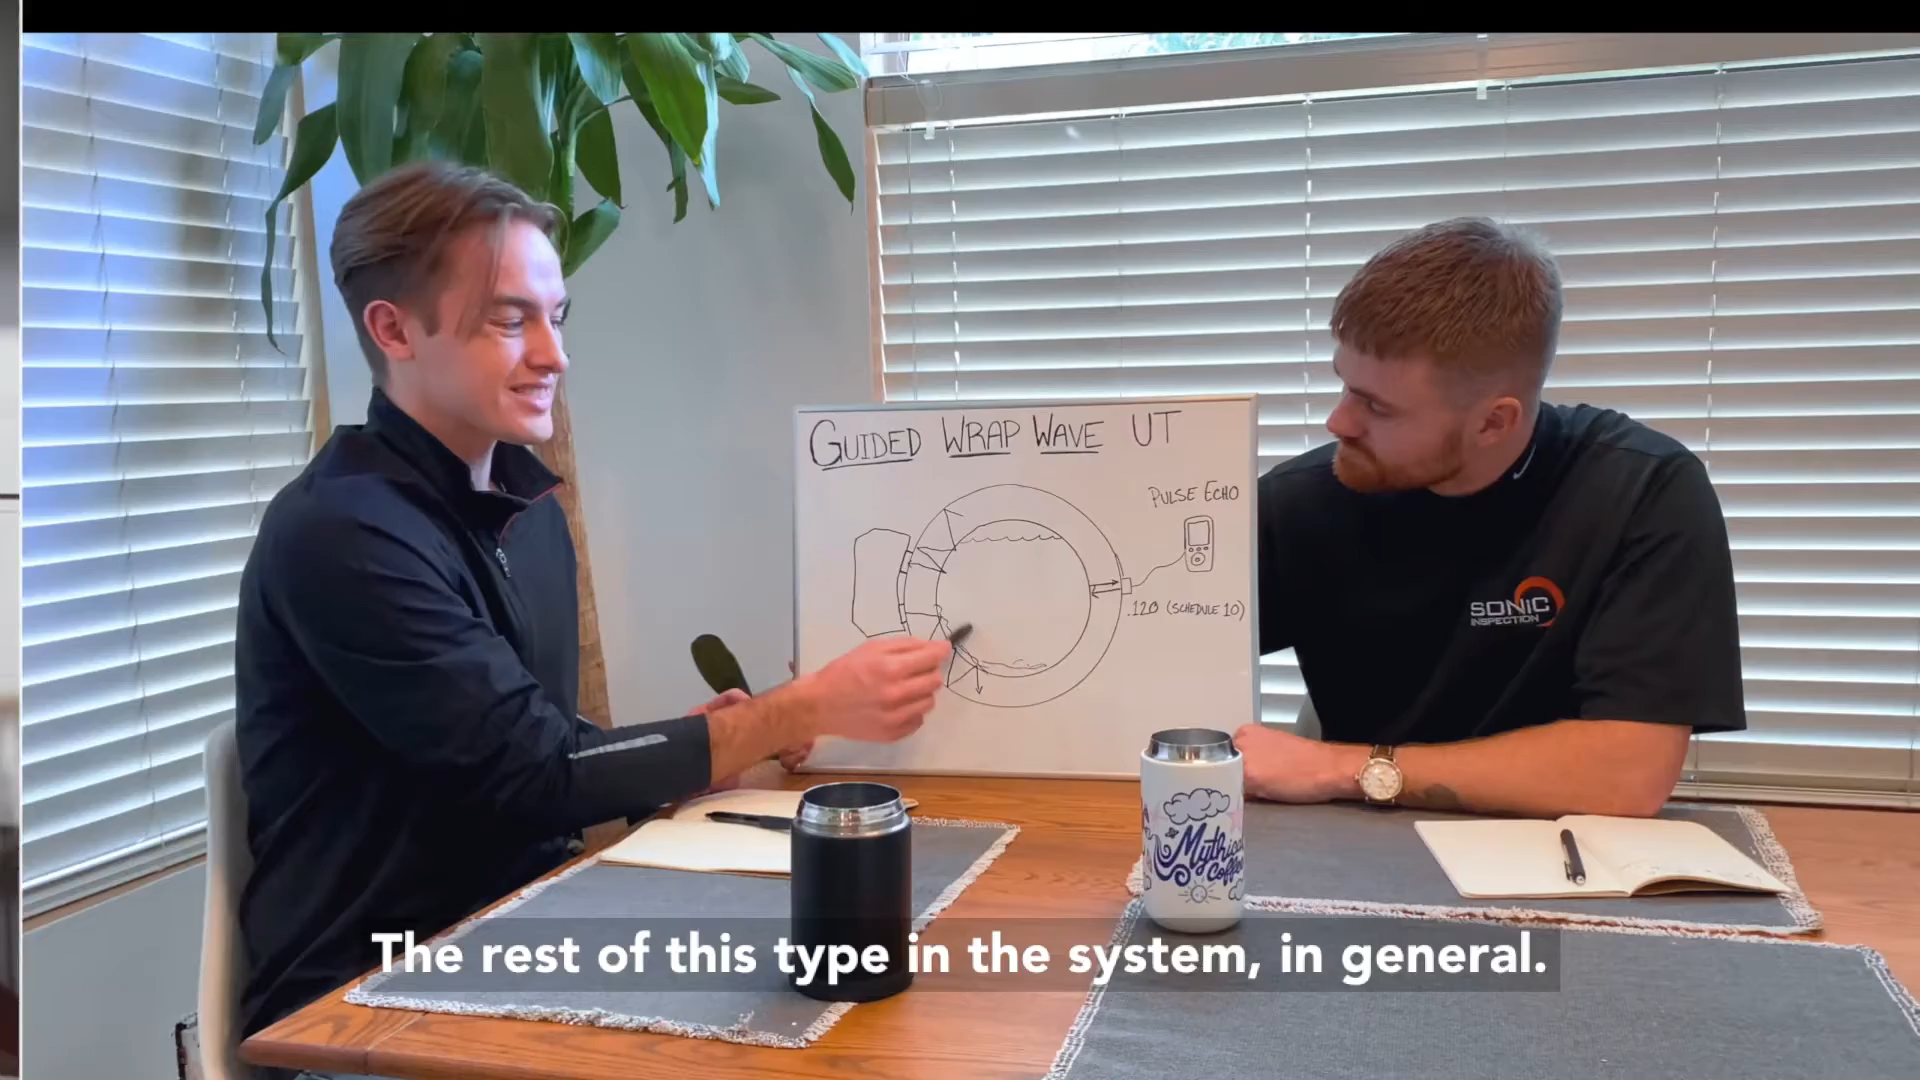 GUIDED WRAP WAVE UT
PULSE ECHO
.120 (SCHEDULE 10)
SONIC
INSPECTION
Mythical
Coffee
The rest of this type in the system, in general.